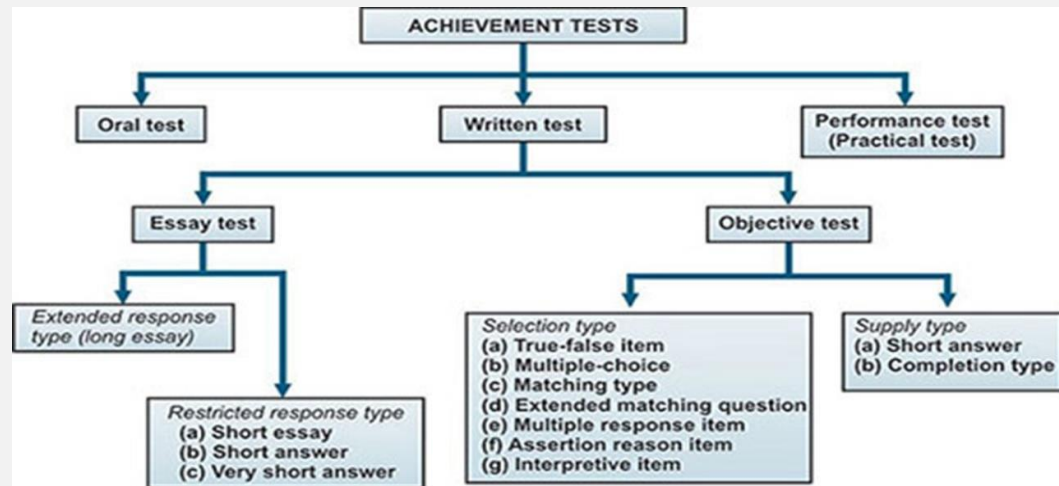 ACHIEVEMENT TESTS
Oral test
Written test
Performance test
(Practical test)
Essay test
Objective test
Extended response
type (long essay)
Restricted response type
(a) Short essay
(b) Short answer
(c) Very short answer
Selection type
(a) True-false item
(b) Multiple-choice
(c) Matching type
(d) Extended matching question
(e) Multiple response item
(f) Assertion reason item
(g) Interpretive item
Supply type
(a) Short answer
(b) Completion type